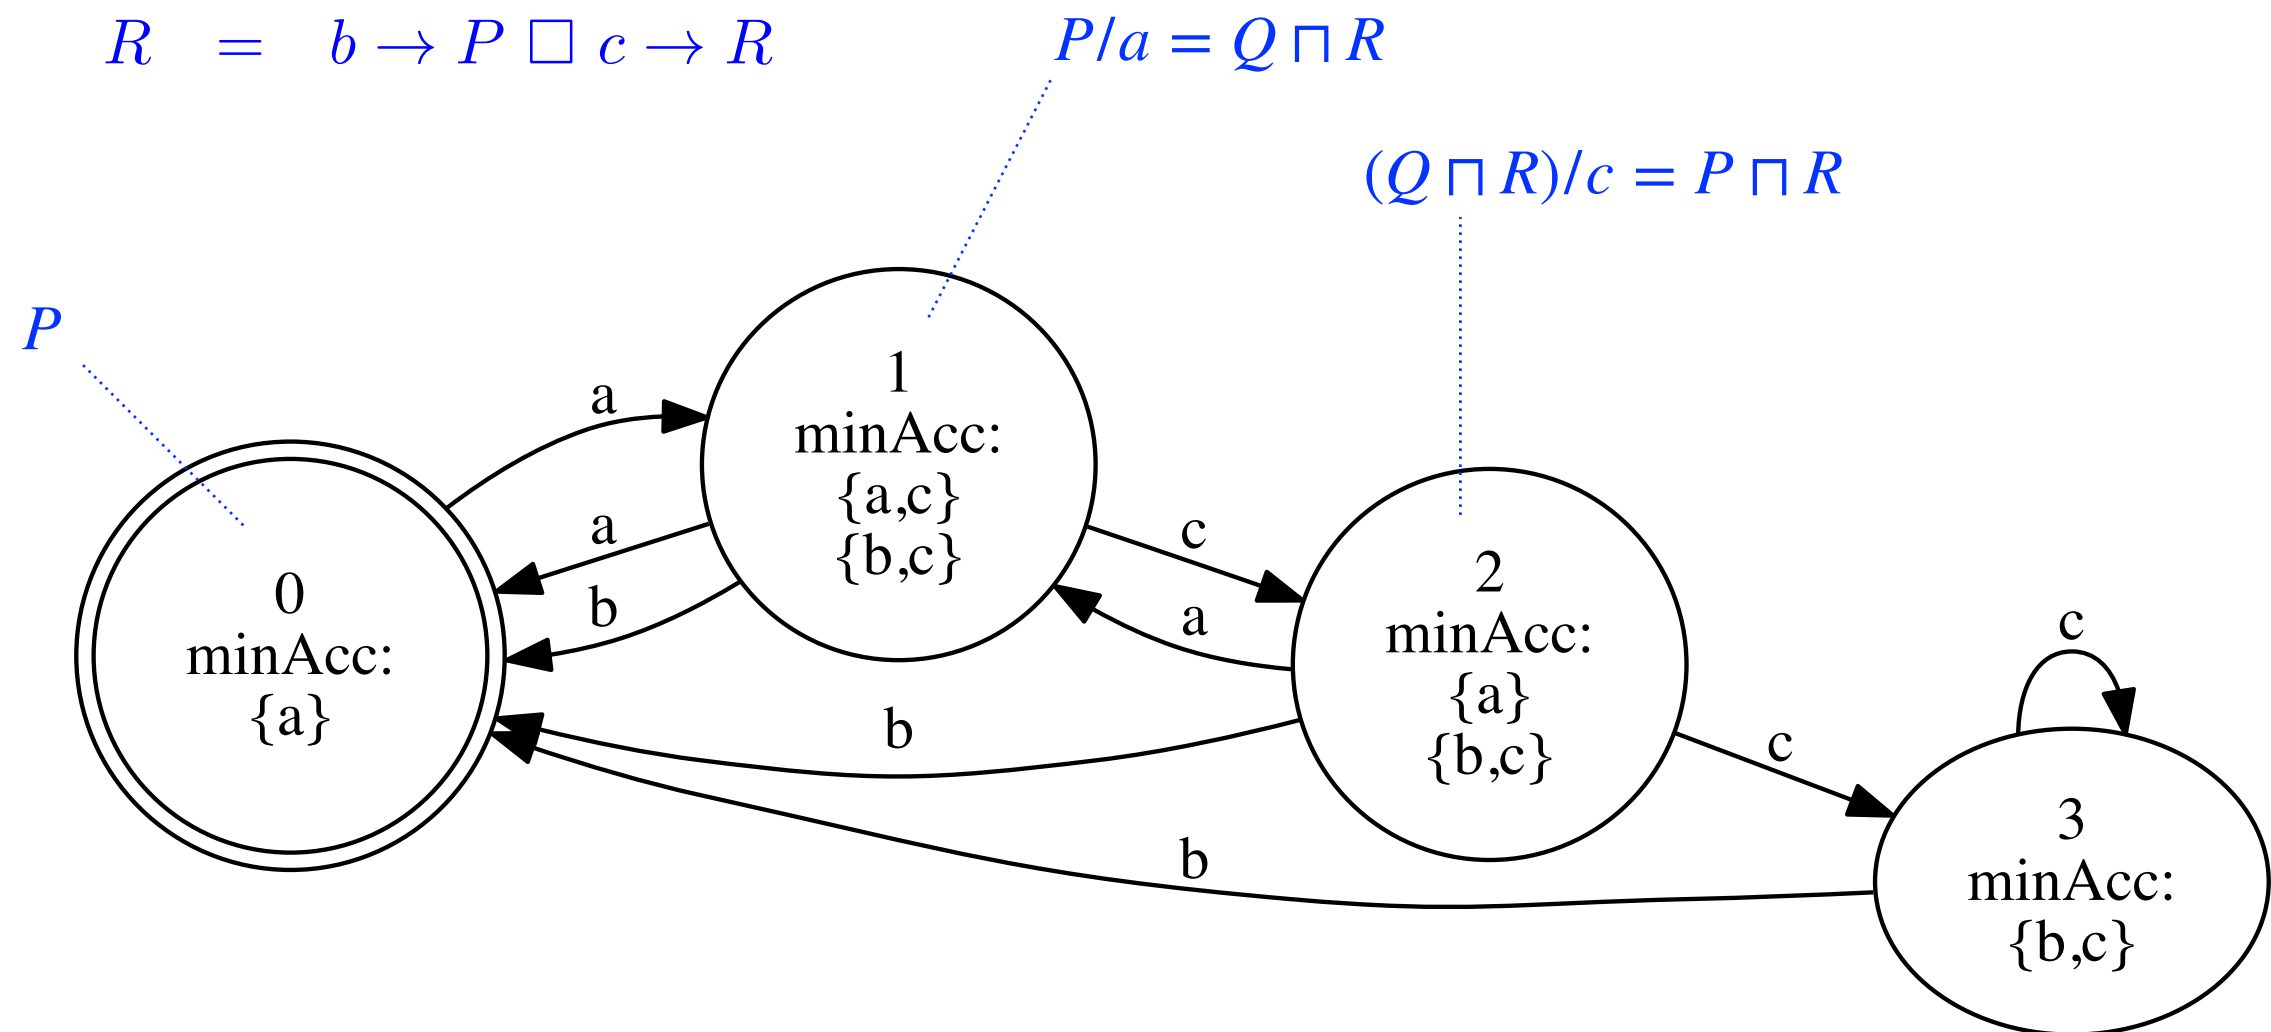 R = b → P □ c → R
P/a = Q ⊓ R
(Q ⊓ R)/c = P ⊓ R
P
0
minAcc:
{a}
a
a
b
1
minAcc:
{a,c}
{b,c}
c
a
b
b
2
minAcc:
{a}
{b,c}
c
c
3
minAcc:
{b,c}